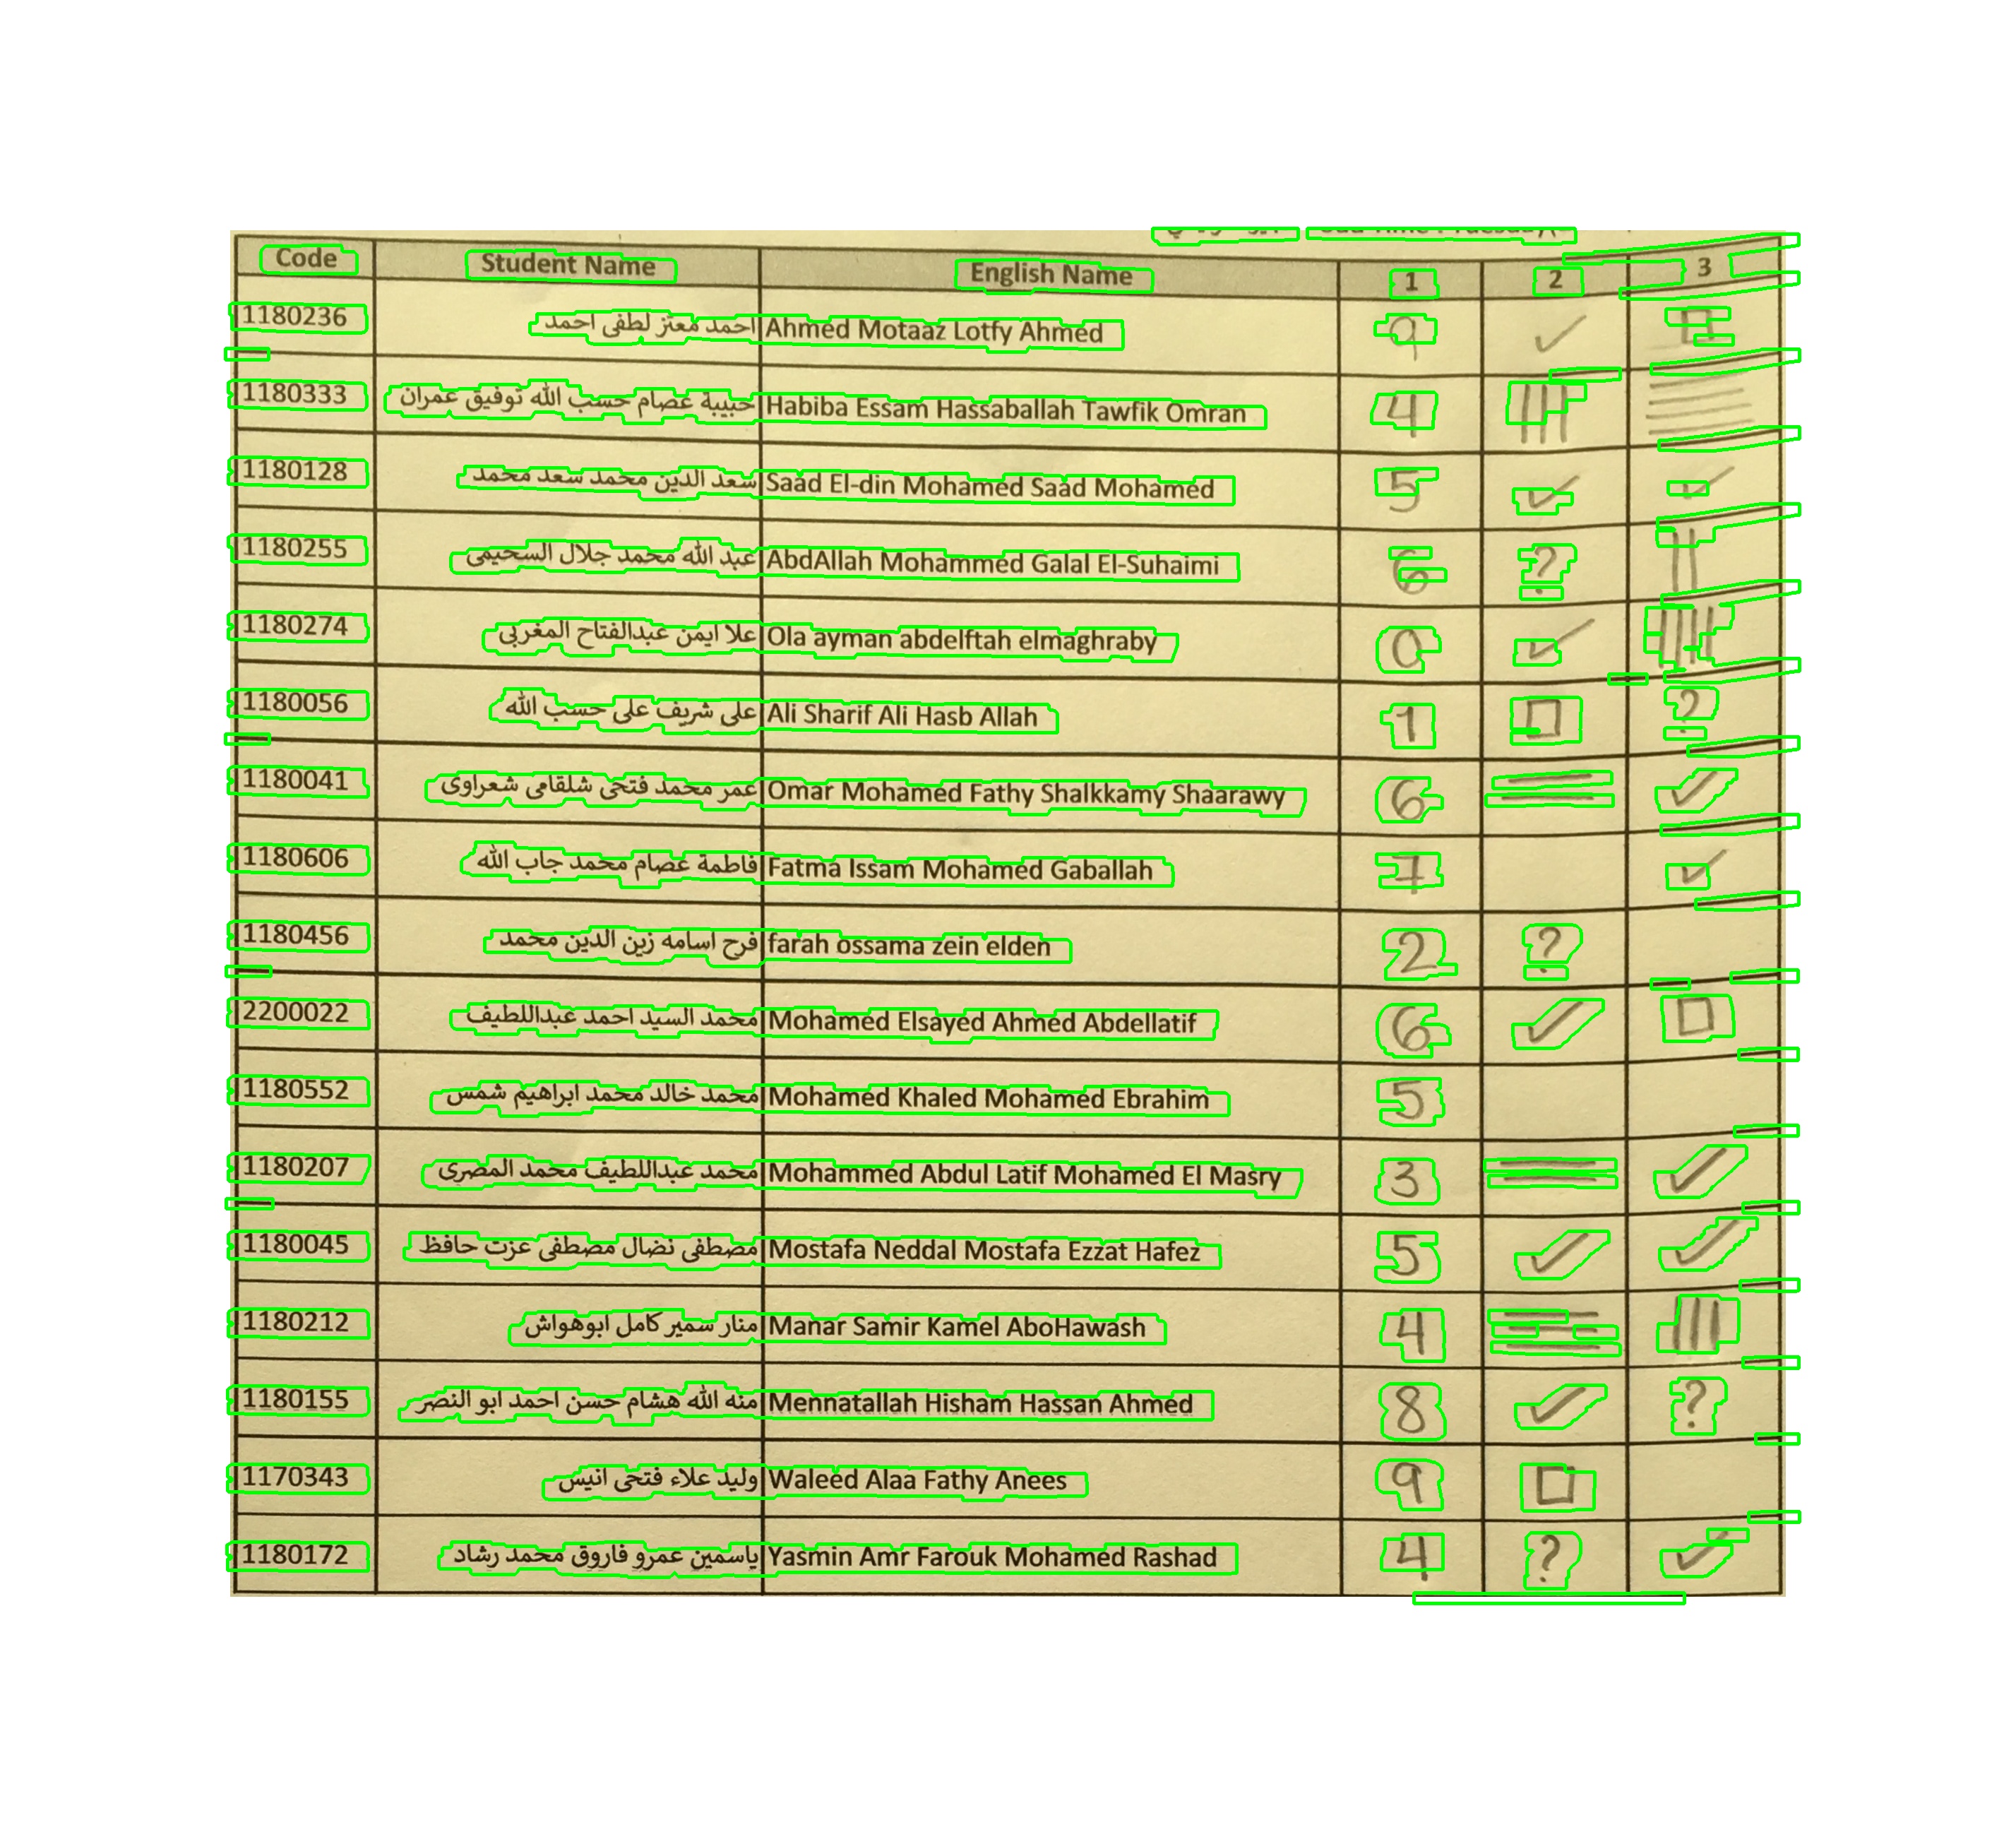 Code Student Name English Name 1 2 3
1180236 احمد معتز لطفى احمد Ahmed Motaaz Lotfy Ahmed 9 ✓ □
1180333 حبيبة عصام حسب الله توفيق عمران Habiba Essam Hassaballah Tawfik Omran 4
1180128 سعد الدين محمد سعد محمد Saad El-din Mohamed Saad Mohamed 5 ✓ ✓
1180255 عبد الله محمد جلال السحيمى AbdAllah Mohammed Galal El-Suhaimi 6 ?
1180274 علا ايمن عبدالفتاح المغربى Ola ayman abdelftah elmaghraby 0 ✓
1180056 على شريف على حسب الله Ali Sharif Ali Hasb Allah 1 □ ?
1180041 عمر محمد فتحى شلقامى شعراوى Omar Mohamed Fathy Shalkkamy Shaarawy 6 ✓
1180606 فاطمة عصام محمد جاب الله Fatma Issam Mohamed Gaballah 7 ✓
1180456 فرح اسامه زين الدين محمد farah ossama zein elden 2 ?
2200022 محمد السيد احمد عبداللطيف Mohamed Elsayed Ahmed Abdellatif 6 ✓ □
1180552 محمد خالد محمد ابراهيم شمس Mohamed Khaled Mohamed Ebrahim 5
1180207 محمد عبداللطيف محمد المصرى Mohammed Abdul Latif Mohamed El Masry 3 ✓
1180045 مصطفى نضال مصطفى عزت حافظ Mostafa Neddal Mostafa Ezzat Hafez 5 ✓ ✓
1180212 منار سمير كامل ابوهواش Manar Samir Kamel AboHawash 4
1180155 منه الله هشام حسن احمد ابو النصر Mennatallah Hisham Hassan Ahmed 8 ✓ ?
1170343 وليد علاء فتحى انيس Waleed Alaa Fathy Anees 9 □
1180172 ياسمين عمرو فاروق محمد رشاد Yasmin Amr Farouk Mohamed Rashad 4 ? ✓